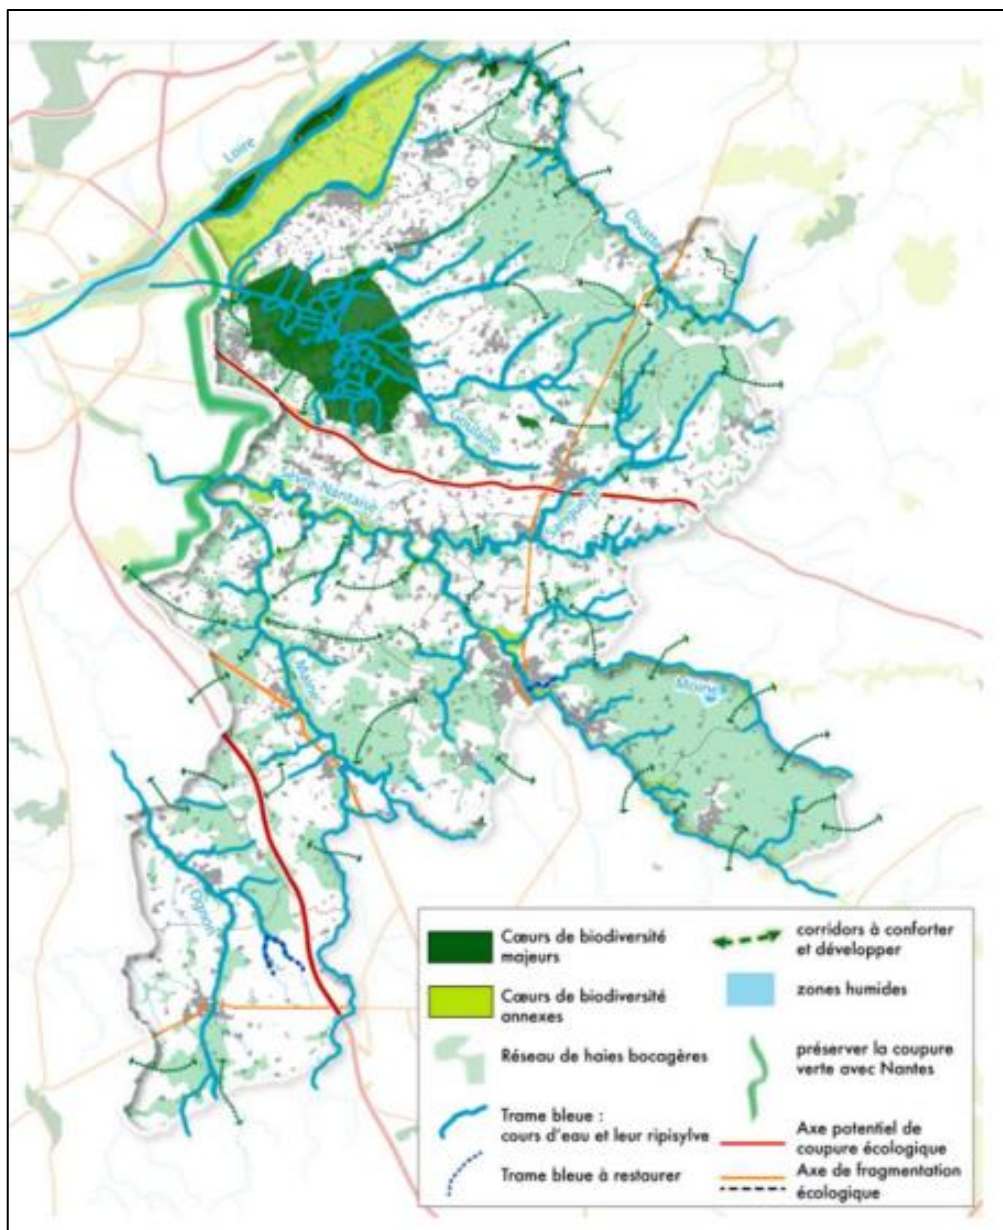 Loire
Divatte
Goulaine
Sèvre-Nantaise
Sanguèze
Maine
Moine
Ognon
Cœurs de biodiversité
majeurs
Cœurs de biodiversité
annexes
Réseau de haies bocagères
Trame bleue :
cours d'eau et leur ripisylve
Trame bleue à restaurer
corridors à conforter
et développer
zones humides
préserver la coupure
verte avec Nantes
Axe potentiel de
coupure écologique
Axe de fragmentation
écologique